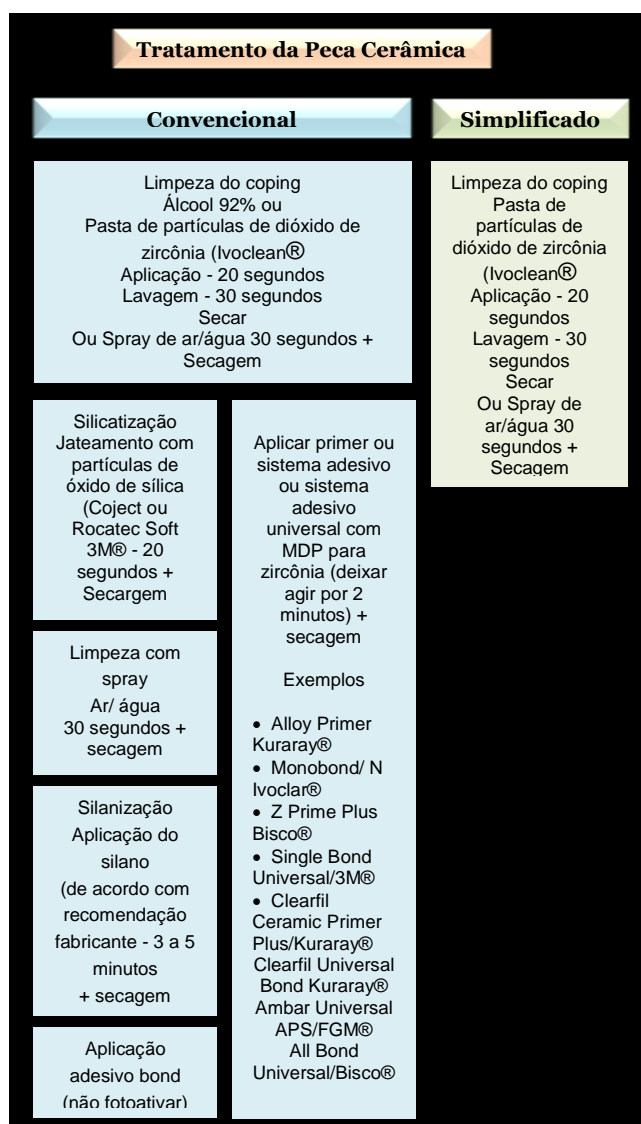 Tratamento da Peca Cerâmica
Convencional
Limpeza do coping
Álcool 92% ou
Pasta de partículas de dióxido de
zircônia (Ivoclean®
Aplicação - 20 segundos
Lavagem - 30 segundos
Secar
Ou Spray de ar/água 30 segundos +
Secagem
Silicatização
Jateamento com
partículas de
óxido de sílica
(Coject ou
Rocatec Soft
3M® - 20
segundos +
Secargem
Limpeza com
spray
Ar/ água
30 segundos +
secagem
Silanização
Aplicação do
silano
(de acordo com
recomendação
fabricante - 3 a 5
minutos
+ secagem
Aplicação
adesivo bond
(não fotoativar)
Aplicar primer ou
sistema adesivo
ou sistema
adesivo
universal com
MDP para
zircônia (deixar
agir por 2
minutos) +
secagem
Exemplos
• Alloy Primer
Kuraray®
• Monobond/ N
Ivoclar®
• Z Prime Plus
Bisco®
• Single Bond
Universal/3M®
• Clearfil
Ceramic Primer
Plus/Kuraray®
Clearfil Universal
Bond Kuraray®
Ambar Universal
APS/FGM®
All Bond
Universal/Bisco®
Simplificado
Limpeza do coping
Pasta de
partículas de
dióxido de zircônia
(Ivoclean®
Aplicação - 20
segundos
Lavagem - 30
segundos
Secar
Ou Spray de
ar/água 30
segundos +
Secagem